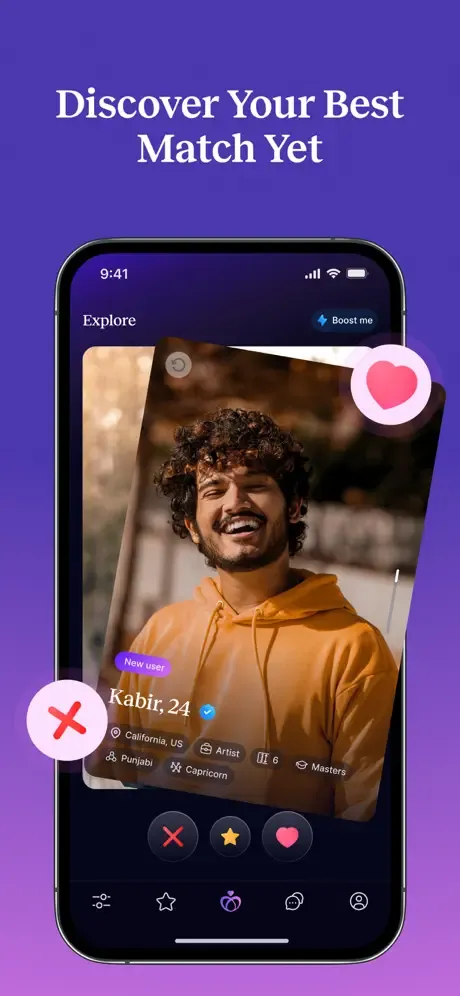 Discover Your Best
Match Yet
9:41
Explore
Boost me
New user
Kabir, 24
California, US
Artist
6
Masters
Punjabi
Capricorn